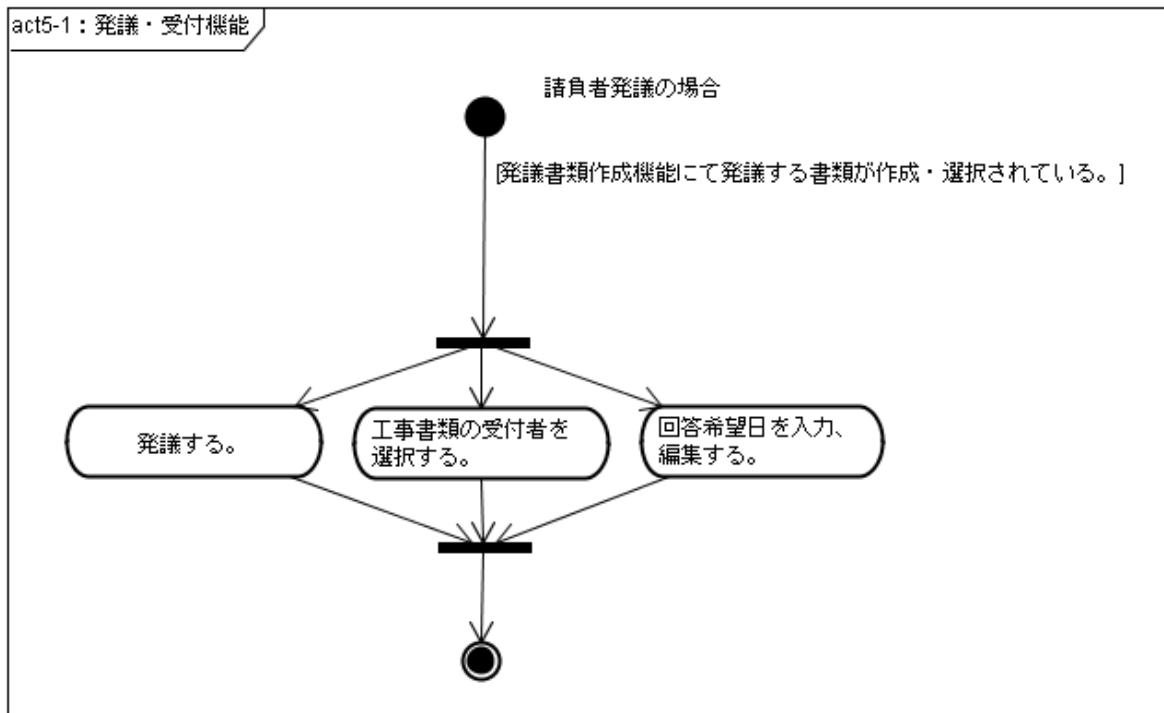 act5-1：発議・受付機能
請負者発議の場合
[発議書類作成機能にて発議する書類が作成・選択されている。]
発議する。
工事書類の受付者を
選択する。
回答希望日を入力、
編集する。